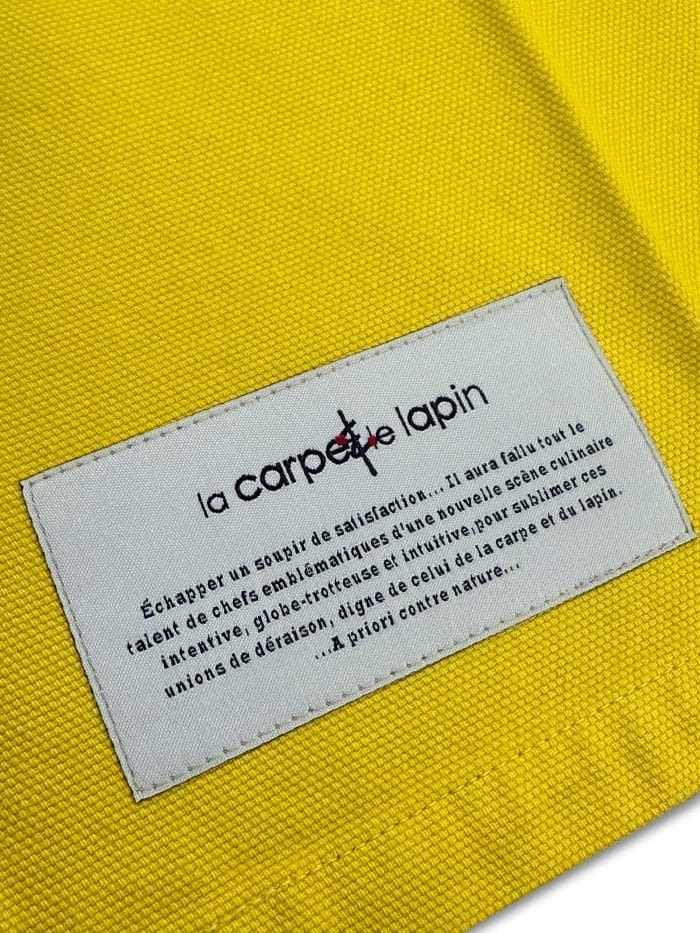 la carpe & le lapin
Échapper un soupir de satisfaction... Il aura fallu tout le
talent de chefs emblématiques d'une nouvelle scène culinaire
intentive, globe-trotteuse et intuitive,pour sublimer ces
unions de déraison, digne de celui de la carpe et du lapin.
...A priori contre nature...